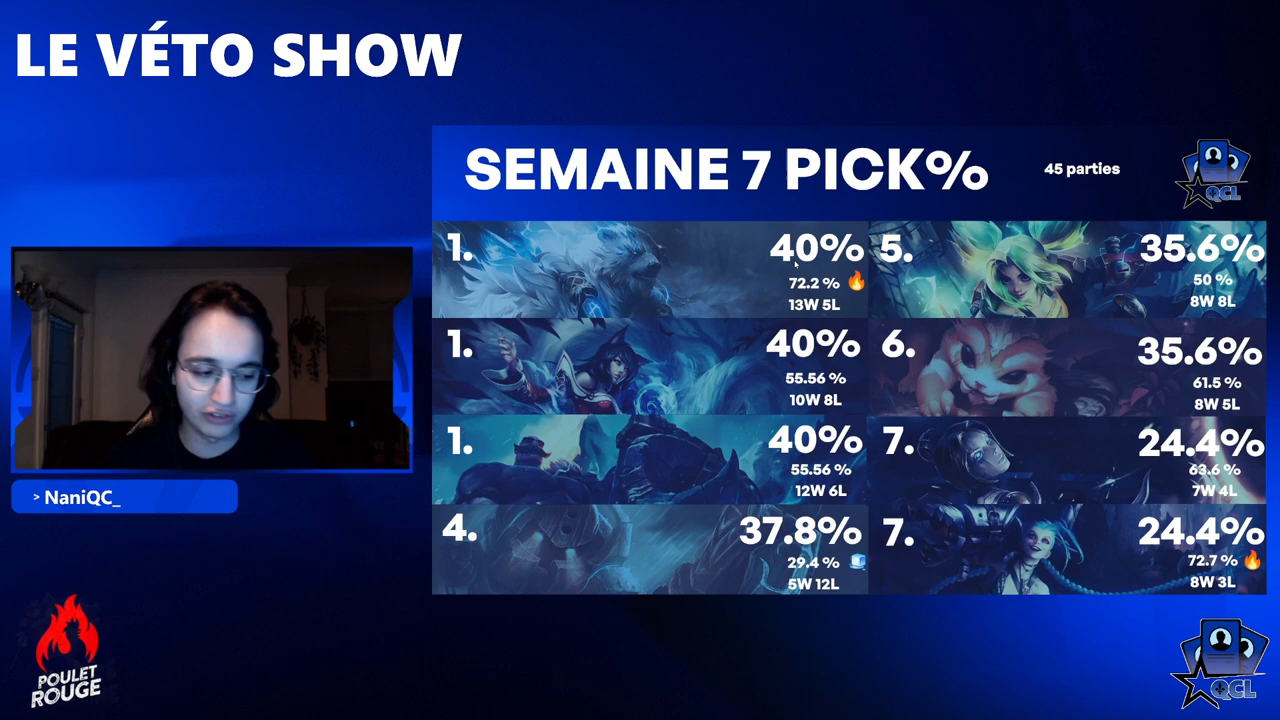 LE VÉTO SHOW
SEMAINE 7 PICK%
45 parties
QCL
1.
40%
72.2 % 🔥
13W 5L
1.
40%
55.56 %
10W 8L
1.
40%
55.56 %
12W 6L
4.
37.8%
29.4 % 🧊
5W 12L
5.
35.6%
50 %
8W 8L
6.
35.6%
61.5 %
8W 5L
7.
24.4%
63.6 %
7W 4L
7.
24.4%
72.7 % 🔥
8W 3L
> NaniQC_
POULET
ROUGE
QCL